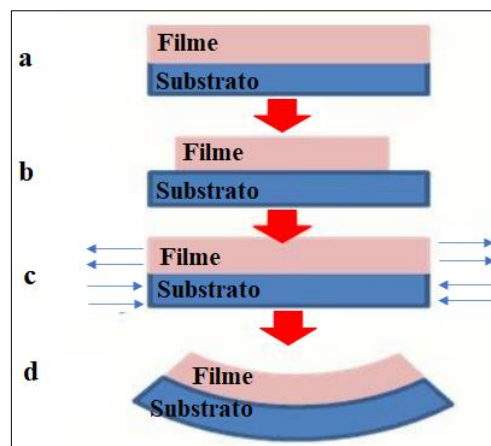 a
Filme
Substrato
b
Filme
Substrato
c
Filme
Substrato
d
Filme
Substrato